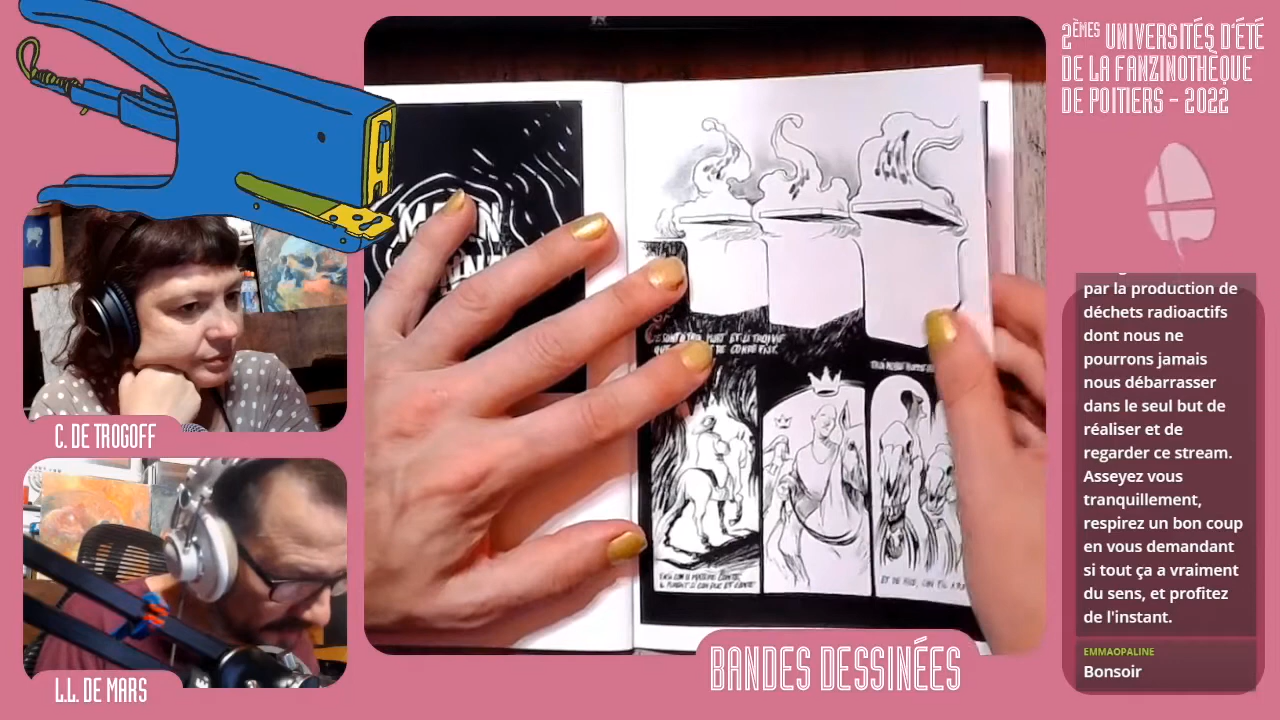 2ÈMES UNIVERSITÉS D'ÉTÉ
DE LA FANZINOTHÈQUE
DE POITIERS - 2022
C. DE TROGOFF
L.L. DE MARS
BANDES DESSINÉES
par la production de
déchets radioactifs
dont nous ne
pourrons jamais
nous débarrasser
dans le seul but de
réaliser et de
regarder ce stream.
Asseyez vous
tranquillement,
respirez un bon coup
en vous demandant
si tout ça a vraiment
du sens, et profitez
de l'instant.
EMMAOPALINE
Bonsoir